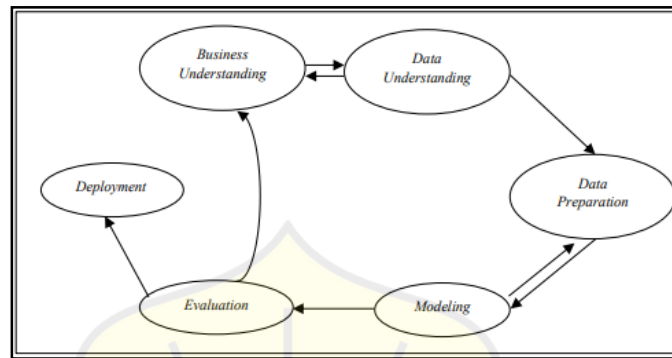 Business
Understanding
Data
Understanding
Deployment
Data
Preparation
Evaluation
Modeling